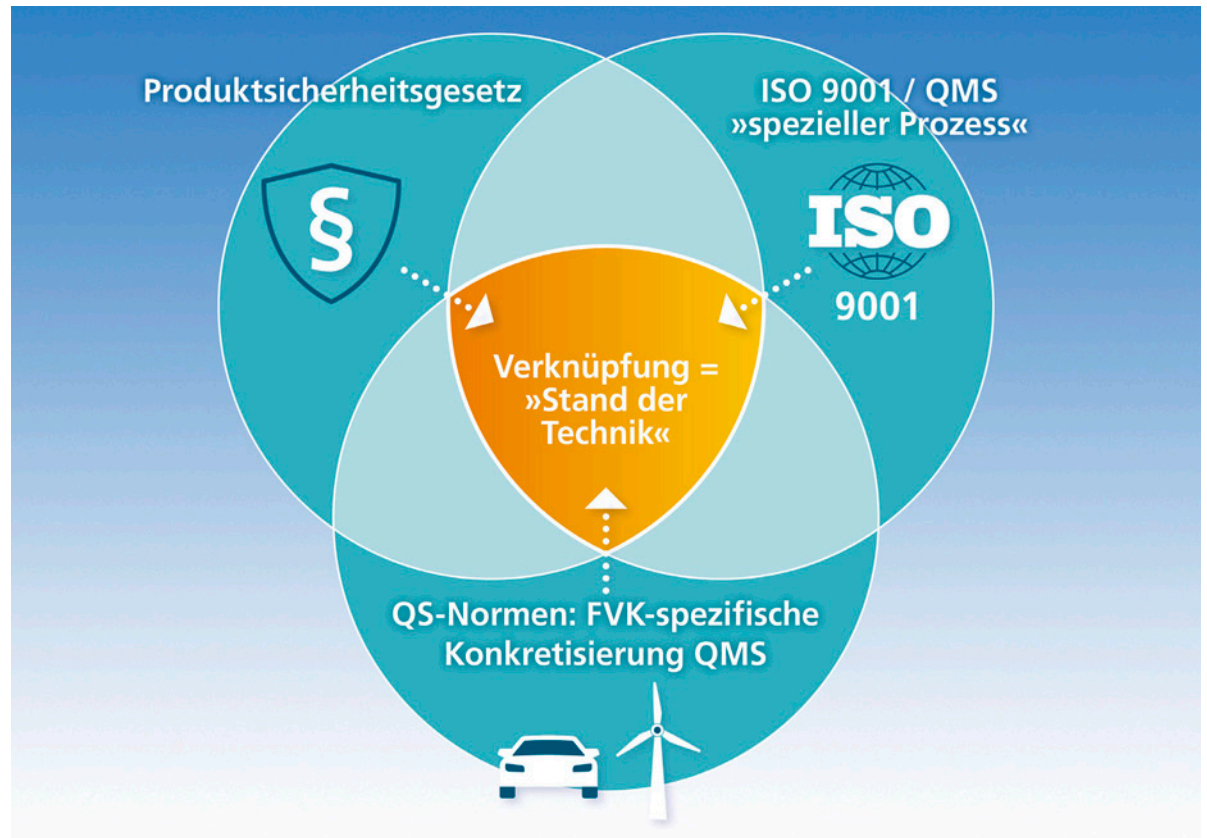 Produktsicherheitsgesetz
§
ISO 9001 / QMS
»spezieller Prozess«
ISO
9001
Verknüpfung =
»Stand der
Technik«
QS-Normen: FVK-spezifische
Konkretisierung QMS